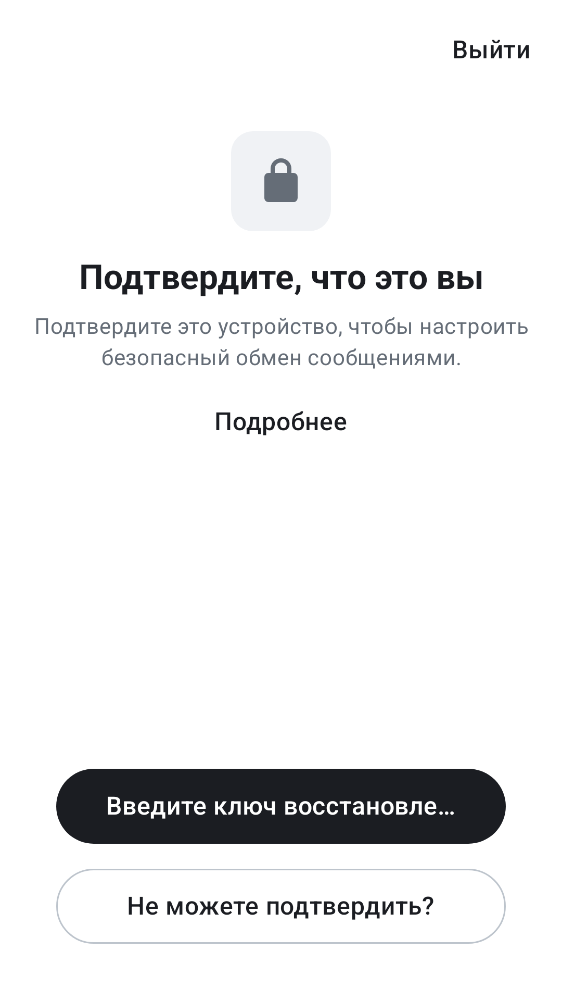 Выйти
Подтвердите, что это вы
Подтвердите это устройство, чтобы настроить
безопасный обмен сообщениями.
Подробнее
Введите ключ восстановле…
Не можете подтвердить?